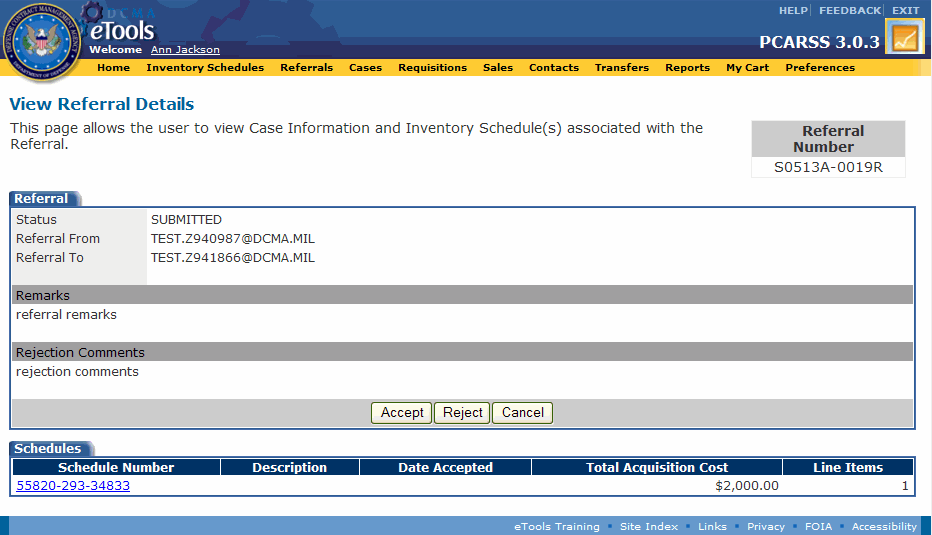 HELP FEEDBACK EXIT
DCMA
eTools
Welcome Ann Jackson
PCARSS 3.0.3
Home Inventory Schedules Referrals Cases Requisitions Sales Contacts Transfers Reports My Cart Preferences
View Referral Details
This page allows the user to view Case Information and Inventory Schedule(s) associated with the
Referral.
Referral
Number
S0513A-0019R
Referral
Status SUBMITTED
Referral From TEST.Z940987@DCMA.MIL
Referral To TEST.Z941866@DCMA.MIL
Remarks
referral remarks
Rejection Comments
rejection comments
Accept Reject Cancel
Schedules
Schedule Number Description Date Accepted Total Acquisition Cost Line Items
55820-293-34833 $2,000.00 1
eTools Training • Site Index • Links • Privacy • FOIA • Accessibility